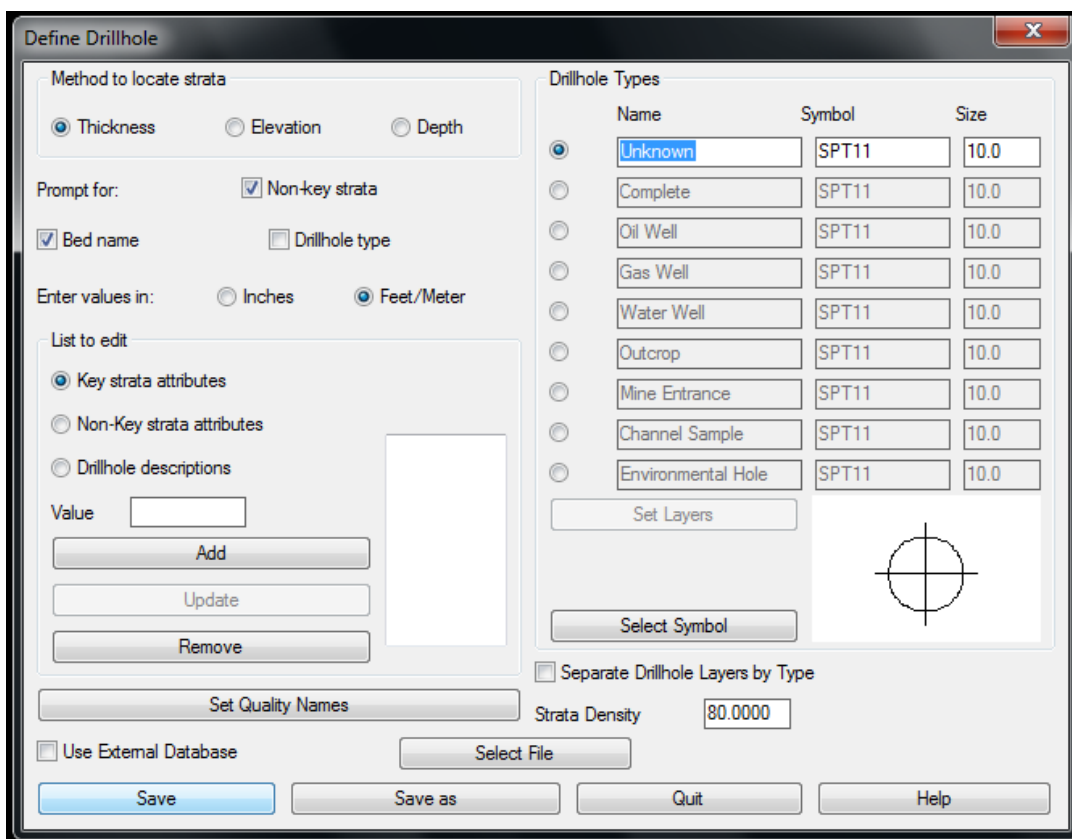 Define Drillhole
Method to locate strata
Thickness Elevation Depth
Prompt for: Non-key strata
Bed name Drillhole type
Enter values in: Inches Feet/Meter
List to edit
Key strata attributes
Non-Key strata attributes
Drillhole descriptions
Value
Add
Update
Remove
Set Quality Names
Use External Database Select File
Drillhole Types
Name Symbol Size
Unknown SPT11 10.0
Complete SPT11 10.0
Oil Well SPT11 10.0
Gas Well SPT11 10.0
Water Well SPT11 10.0
Outcrop SPT11 10.0
Mine Entrance SPT11 10.0
Channel Sample SPT11 10.0
Environmental Hole SPT11 10.0
Set Layers
Select Symbol
Separate Drillhole Layers by Type
Strata Density 80.0000
Save Save as Quit Help